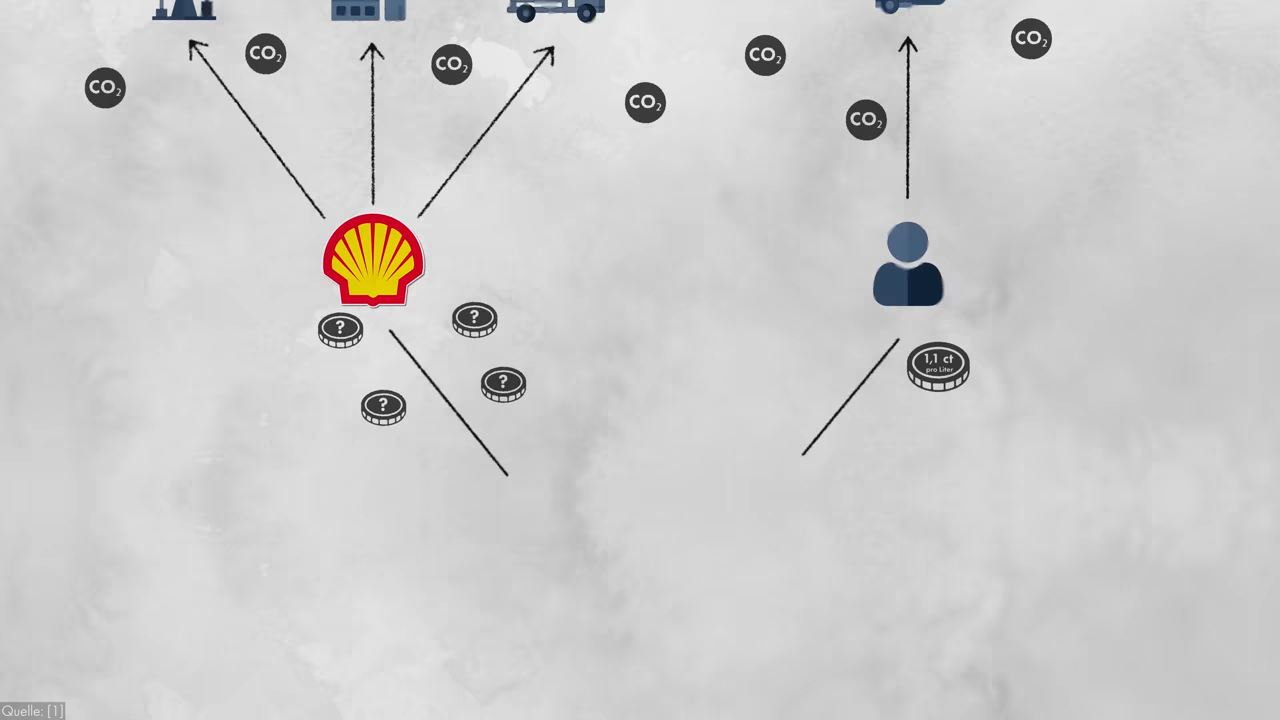 CO₂
CO₂
CO₂
CO₂
CO₂
CO₂
CO₂
?
?
?
?
1,1 ct
pro Liter
Quelle: [1]